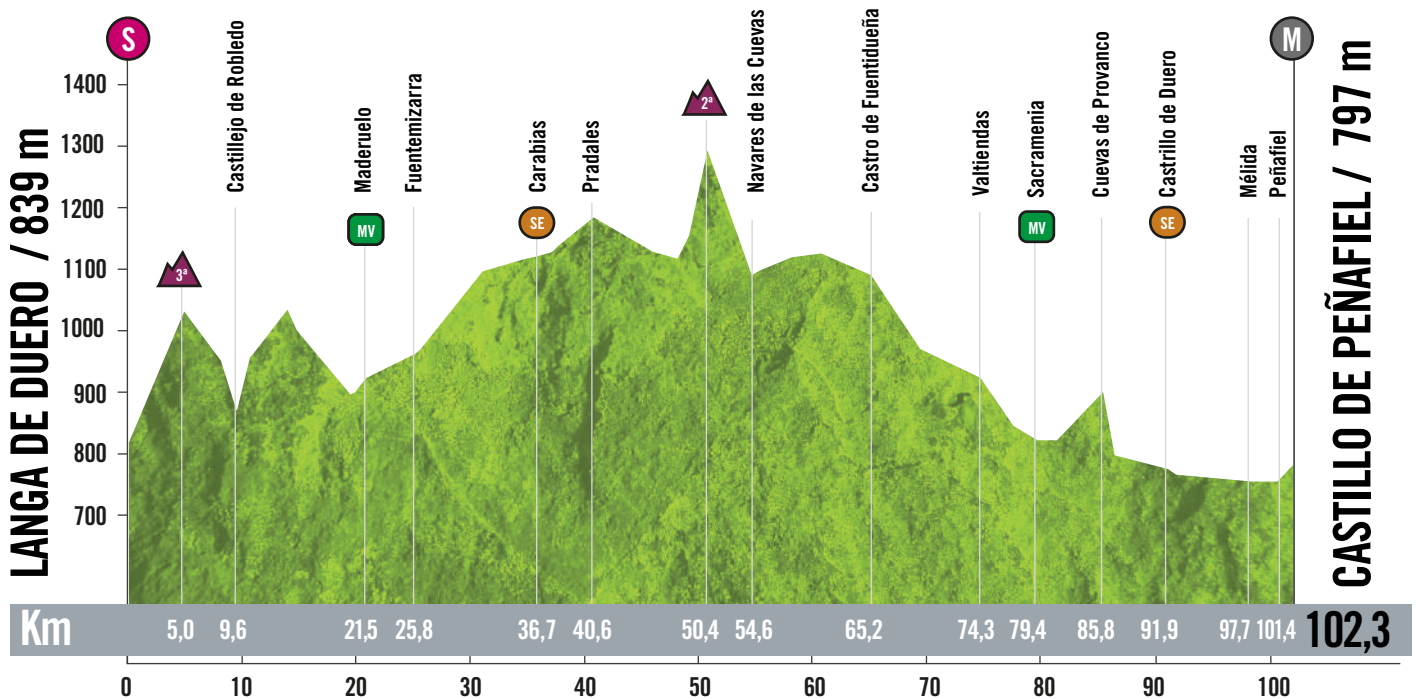 S
M
LANGA DE DUERO / 839 m
CASTILLO DE PEÑAFIEL / 797 m
1400
1300
1200
1100
1000
900
800
700
3ª
Castillejo de Robledo
Maderuelo
MV
Fuentemizarra
Carabias
SE
Pradales
2ª
Navares de las Cuevas
Castro de Fuentidueña
Valtiendas
Sacramenia
MV
Cuevas de Provanco
Castrillo de Duero
SE
Mélida
Peñafiel
Km 5,0 9,6 21,5 25,8 36,7 40,6 50,4 54,6 65,2 74,3 79,4 85,8 91,9 97,7 101,4 102,3
0 10 20 30 40 50 60 70 80 90 100